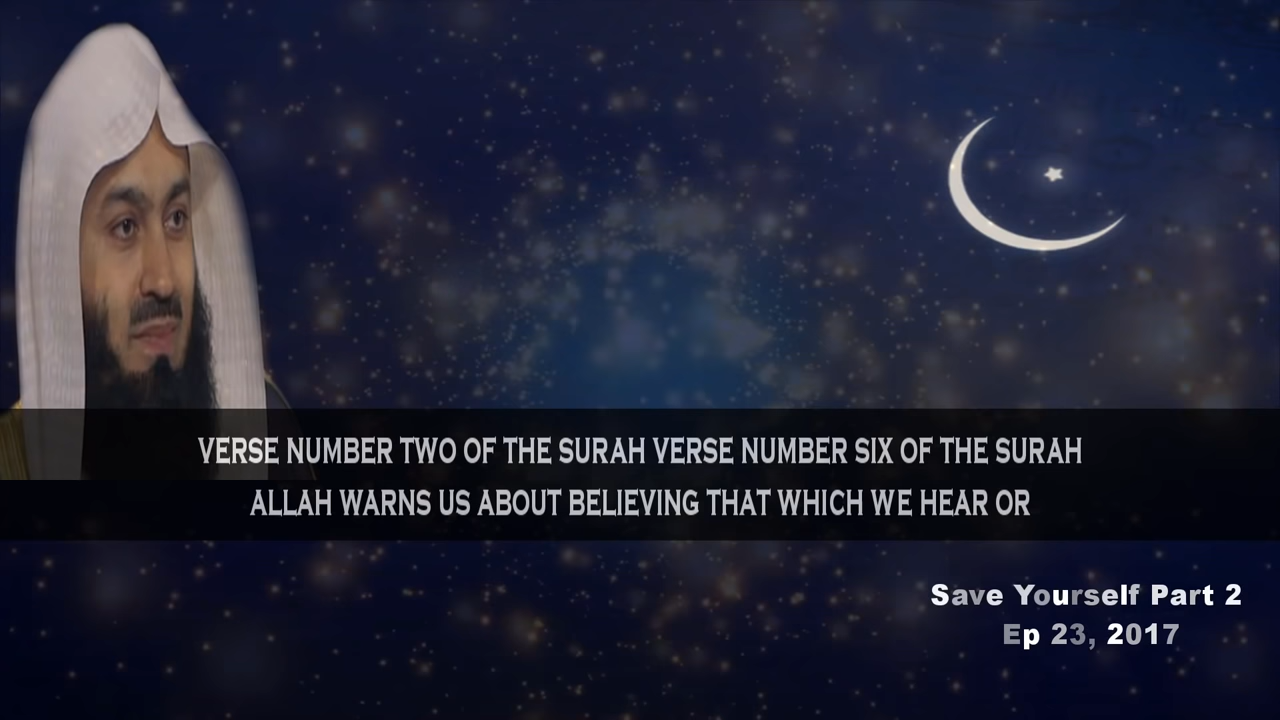 VERSE NUMBER TWO OF THE SURAH VERSE NUMBER SIX OF THE SURAH
ALLAH WARNS US ABOUT BELIEVING THAT WHICH WE HEAR OR
Save Yourself Part 2
Ep 23, 2017